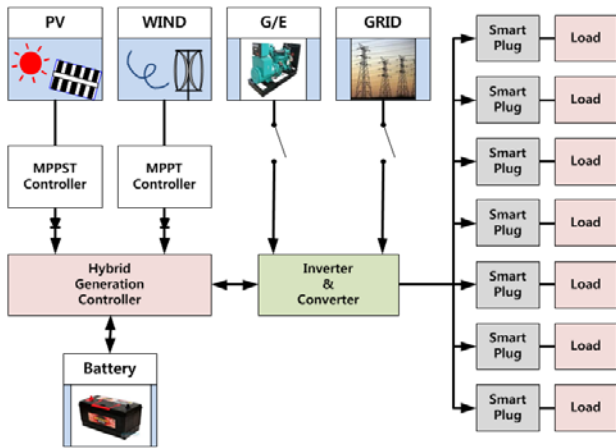 PV
WIND
G/E
GRID
MPPST
Controller
MPPT
Controller
Hybrid
Generation
Controller
Inverter
&
Converter
Battery
Smart
Plug
Load
Smart
Plug
Load
Smart
Plug
Load
Smart
Plug
Load
Smart
Plug
Load
Smart
Plug
Load
Smart
Plug
Load